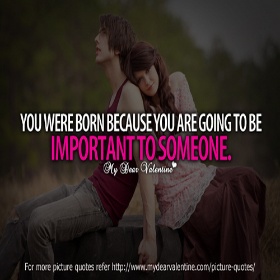 YOU WERE BORN BECAUSE YOU ARE GOING TO BE
IMPORTANT TO SOMEONE.
My Dear Valentine
For more picture quotes refer http://www.mydearvalentine.com/picture-quotes/